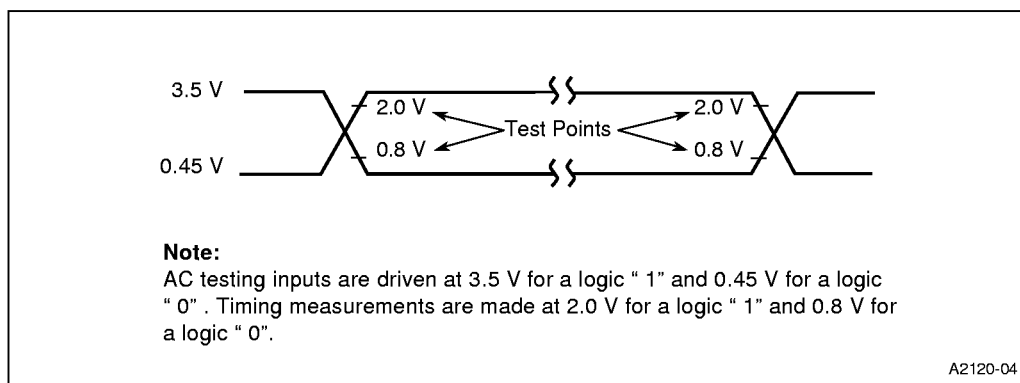 3.5 V
2.0 V
2.0 V
Test Points
0.8 V
0.8 V
0.45 V
Note:
AC testing inputs are driven at 3.5 V for a logic “ 1” and 0.45 V for a logic
“ 0” . Timing measurements are made at 2.0 V for a logic “ 1” and 0.8 V for
a logic “ 0”.
A2120-04